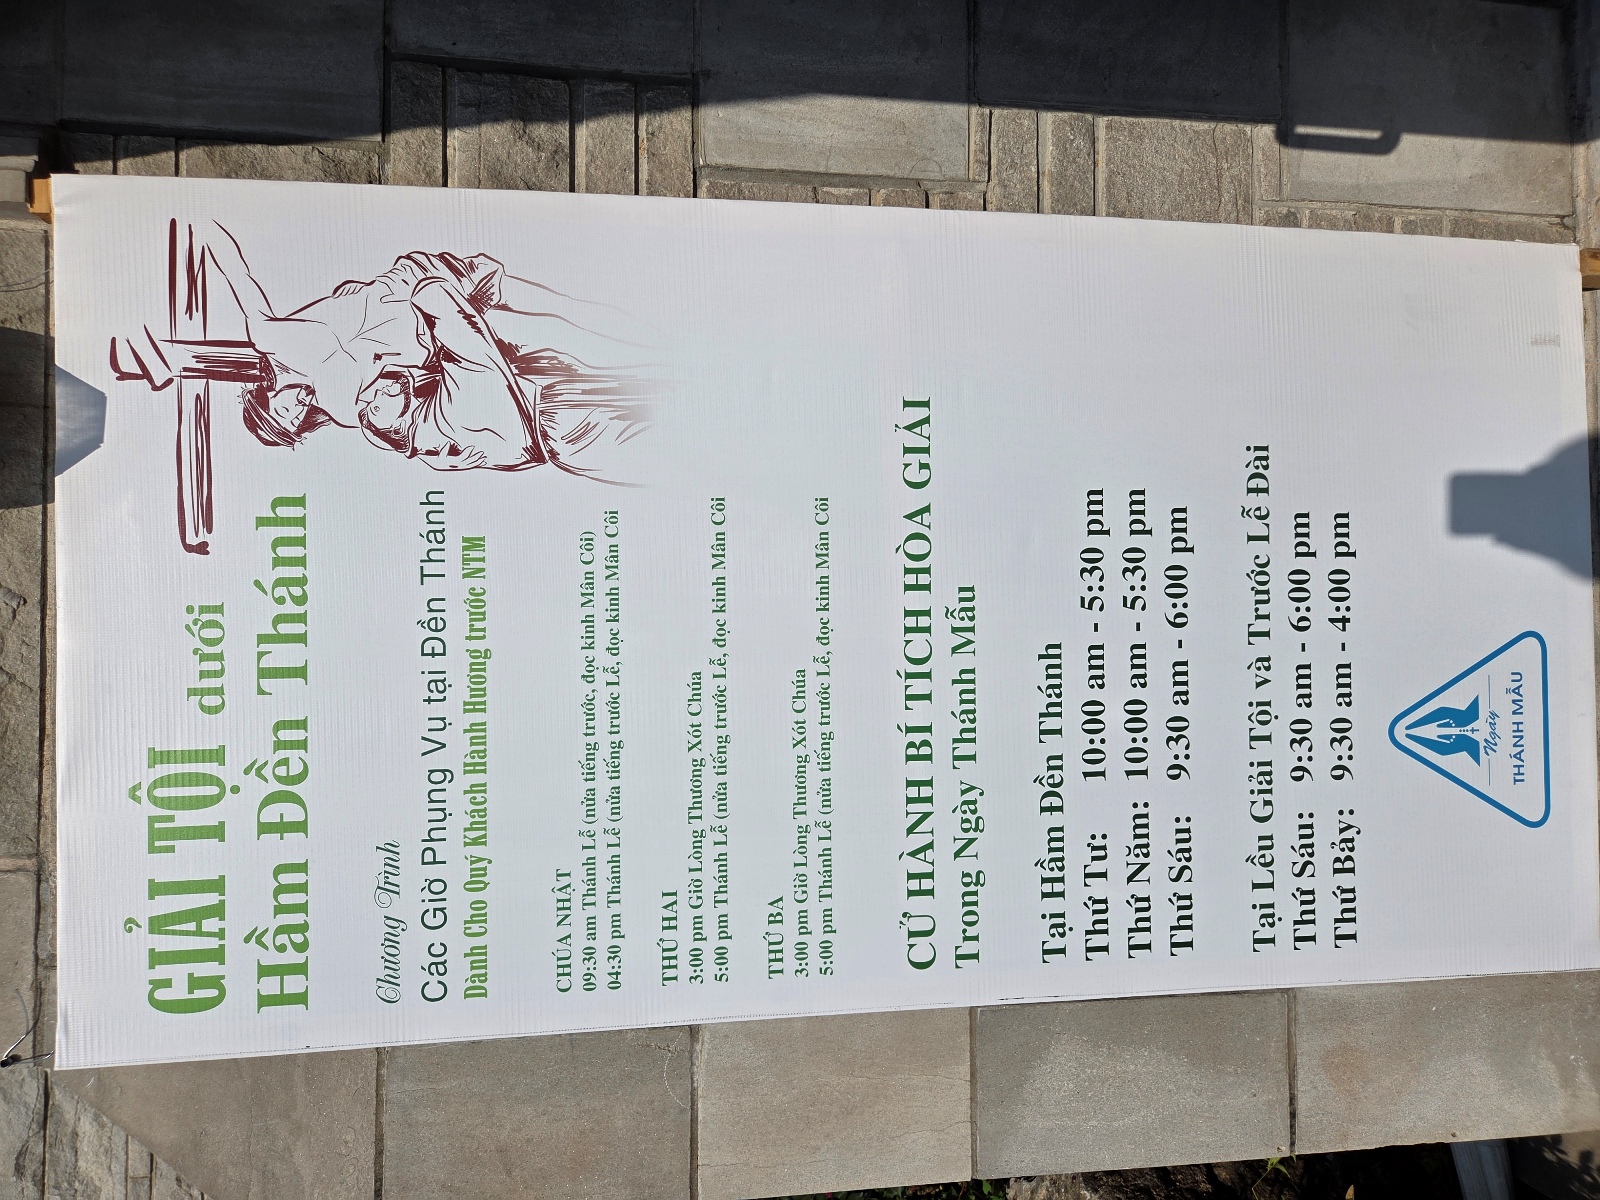 GIẢI TỘI dưới
Hầm Đền Thánh
Chương Trình
Các Giờ Phụng Vụ tại Đền Thánh
Dành Cho Quý Khách Hành Hương trước NTM
CHÚA NHẬT
09:30 am Thánh Lễ (nửa tiếng trước, đọc kinh Mân Côi)
04:30 pm Thánh Lễ (nửa tiếng trước Lễ, đọc kinh Mân Côi
THỨ HAI
3:00 pm Giờ Lòng Thương Xót Chúa
5:00 pm Thánh Lễ (nửa tiếng trước Lễ, đọc kinh Mân Côi
THỨ BA
3:00 pm Giờ Lòng Thương Xót Chúa
5:00 pm Thánh Lễ (nửa tiếng trước Lễ, đọc kinh Mân Côi
CỬ HÀNH BÍ TÍCH HÒA GIẢI
Trong Ngày Thánh Mẫu
Tại Hầm Đền Thánh
Thứ Tư: 10:00 am - 5:30 pm
Thứ Năm: 10:00 am - 5:30 pm
Thứ Sáu: 9:30 am - 6:00 pm
Tại Lều Giải Tội và Trước Lễ Đài
Thứ Sáu: 9:30 am - 6:00 pm
Thứ Bảy: 9:30 am - 4:00 pm
Ngày
THÁNH MẪU